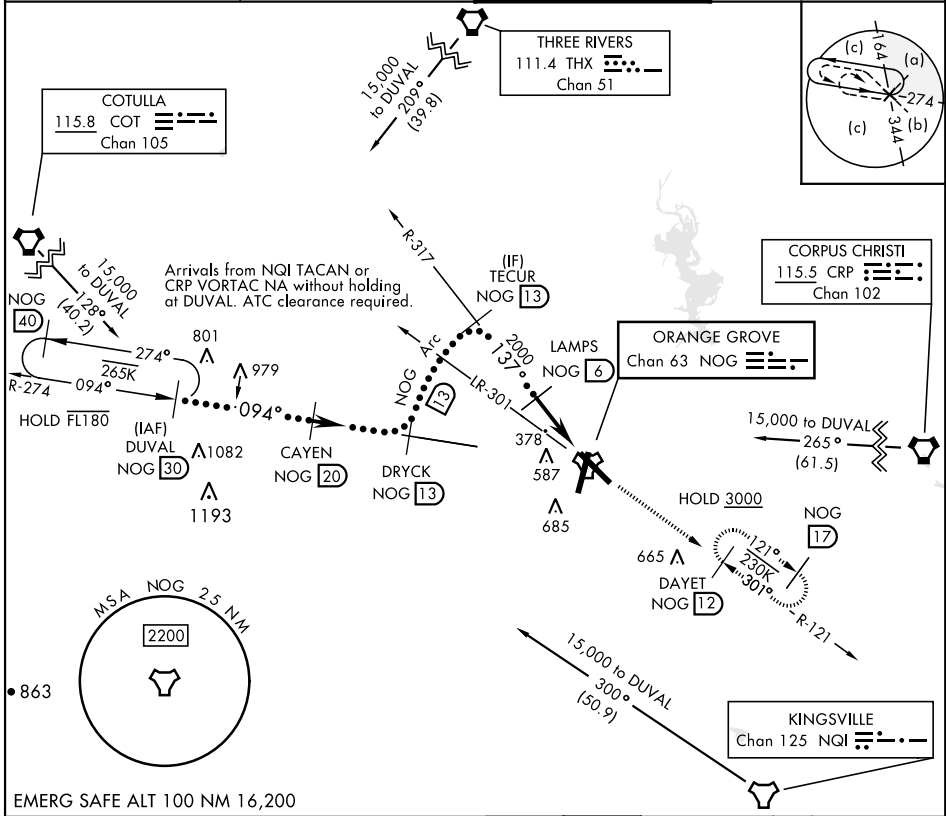 THREE RIVERS
111.4 THX
Chan 51
15,000
to DUVAL
209°
(39.8)
COTULLA
115.8 COT
Chan 105
(c)
164
(a)
274
(b)
(c)
344
R-317
15,000
to DUVAL
128°
(40.2)
Arrivals from NQI TACAN or
CRP VORTAC NA without holding
at DUVAL. ATC clearance required.
(IF)
TECUR
NOG 13
CORPUS CHRISTI
115.5 CRP
Chan 102
NOG
40
274°
265K
094°
R-274
HOLD FL180
801
979
094°
Arc
NOG
13
2000
137°
LR-301
LAMPS
NOG 6
ORANGE GROVE
Chan 63 NOG
(IAF)
DUVAL
NOG 30
1082
1193
CAYEN
NOG 20
DRYCK
NOG 13
378
587
685
15,000 to DUVAL
265°
(61.5)
HOLD 3000
NOG
17
121°
230K
301°
665
DAYET
NOG 12
R-121
MSA NOG 25 NM
2200
863
15,000 to DUVAL
300°
(50.9)
KINGSVILLE
Chan 125 NQI
EMERG SAFE ALT 100 NM 16,200